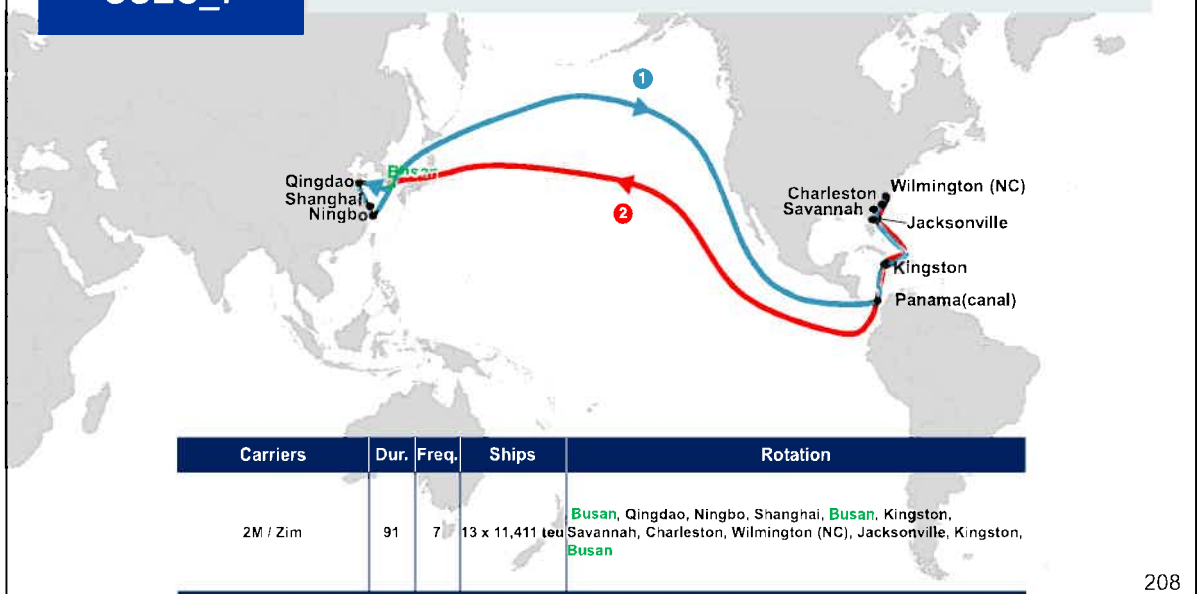 1
Busan
Qingdao
Shanghai
Ningbo
2
Charleston
Wilmington (NC)
Savannah
Jacksonville
Kingston
Panama(canal)
Carriers Dur. Freq. Ships Rotation
Busan, Qingdao, Ningbo, Shanghai, Busan, Kingston,
2M / Zim 91 7 13 x 11,411 teu Savannah, Charleston, Wilmington (NC), Jacksonville, Kingston,
Busan
208